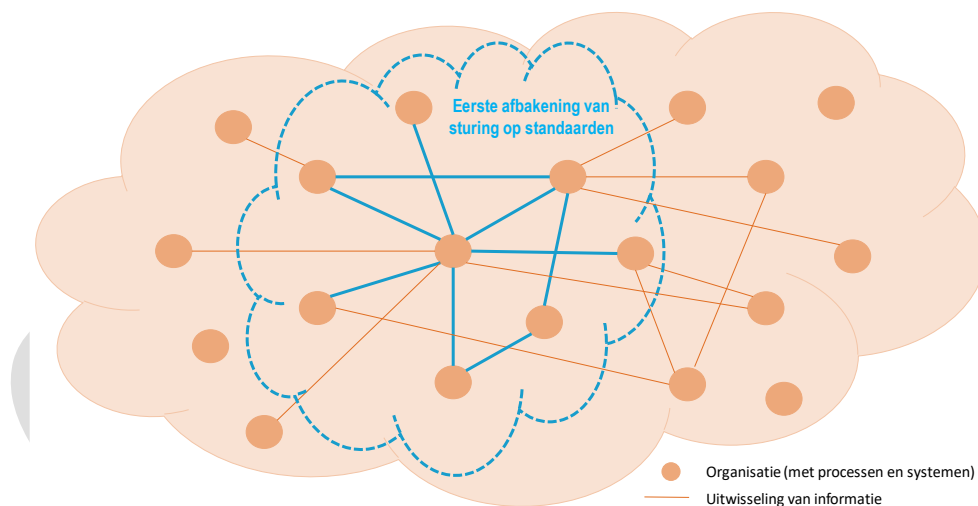 Eerste afbakening van
sturing op standaarden
Organisatie (met processen en systemen)
Uitwisseling van informatie